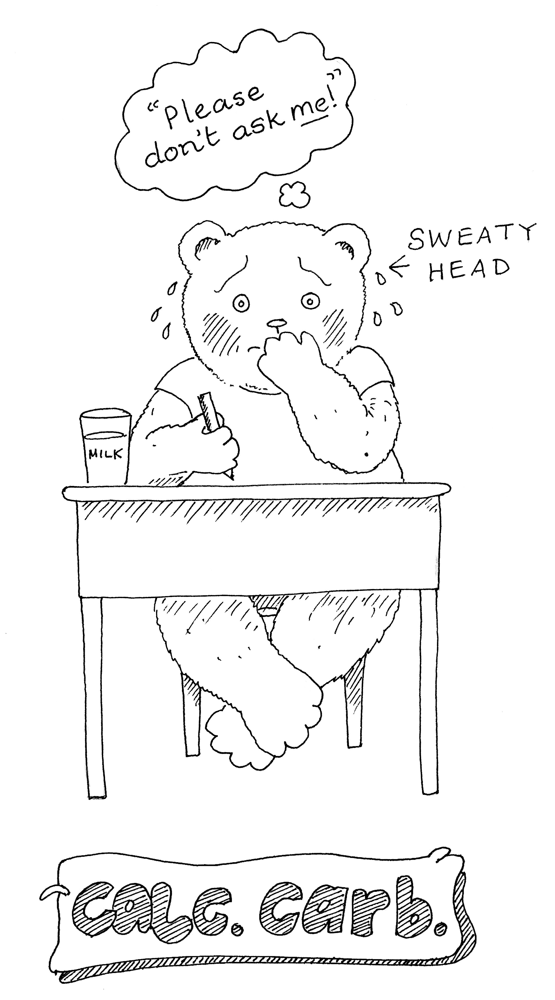 “Please
don't ask me!”
SWEATY
HEAD
MILK
calc. carb.